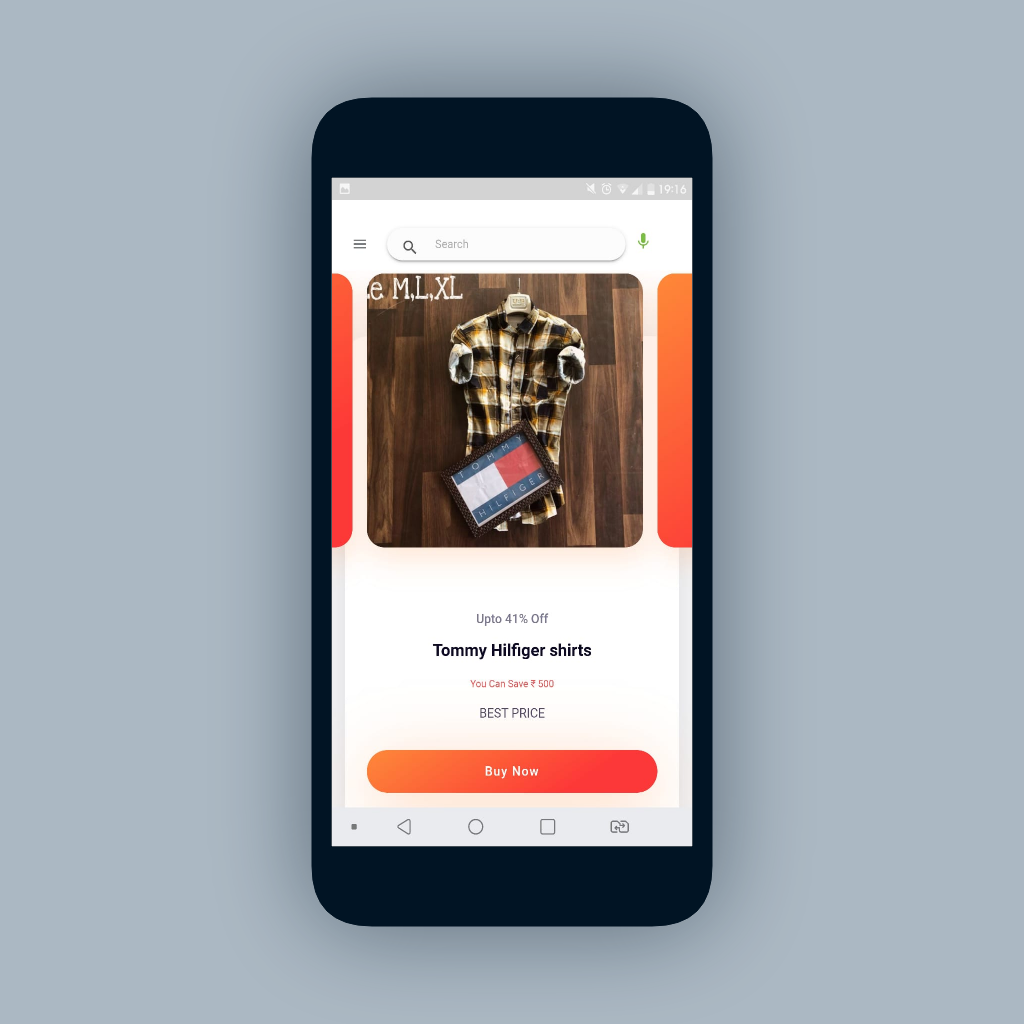 19:16
Search
e M,L,XL
TOMMY
HILFIGER
Upto 41% Off
Tommy Hilfiger shirts
You Can Save ₹ 500
BEST PRICE
Buy Now